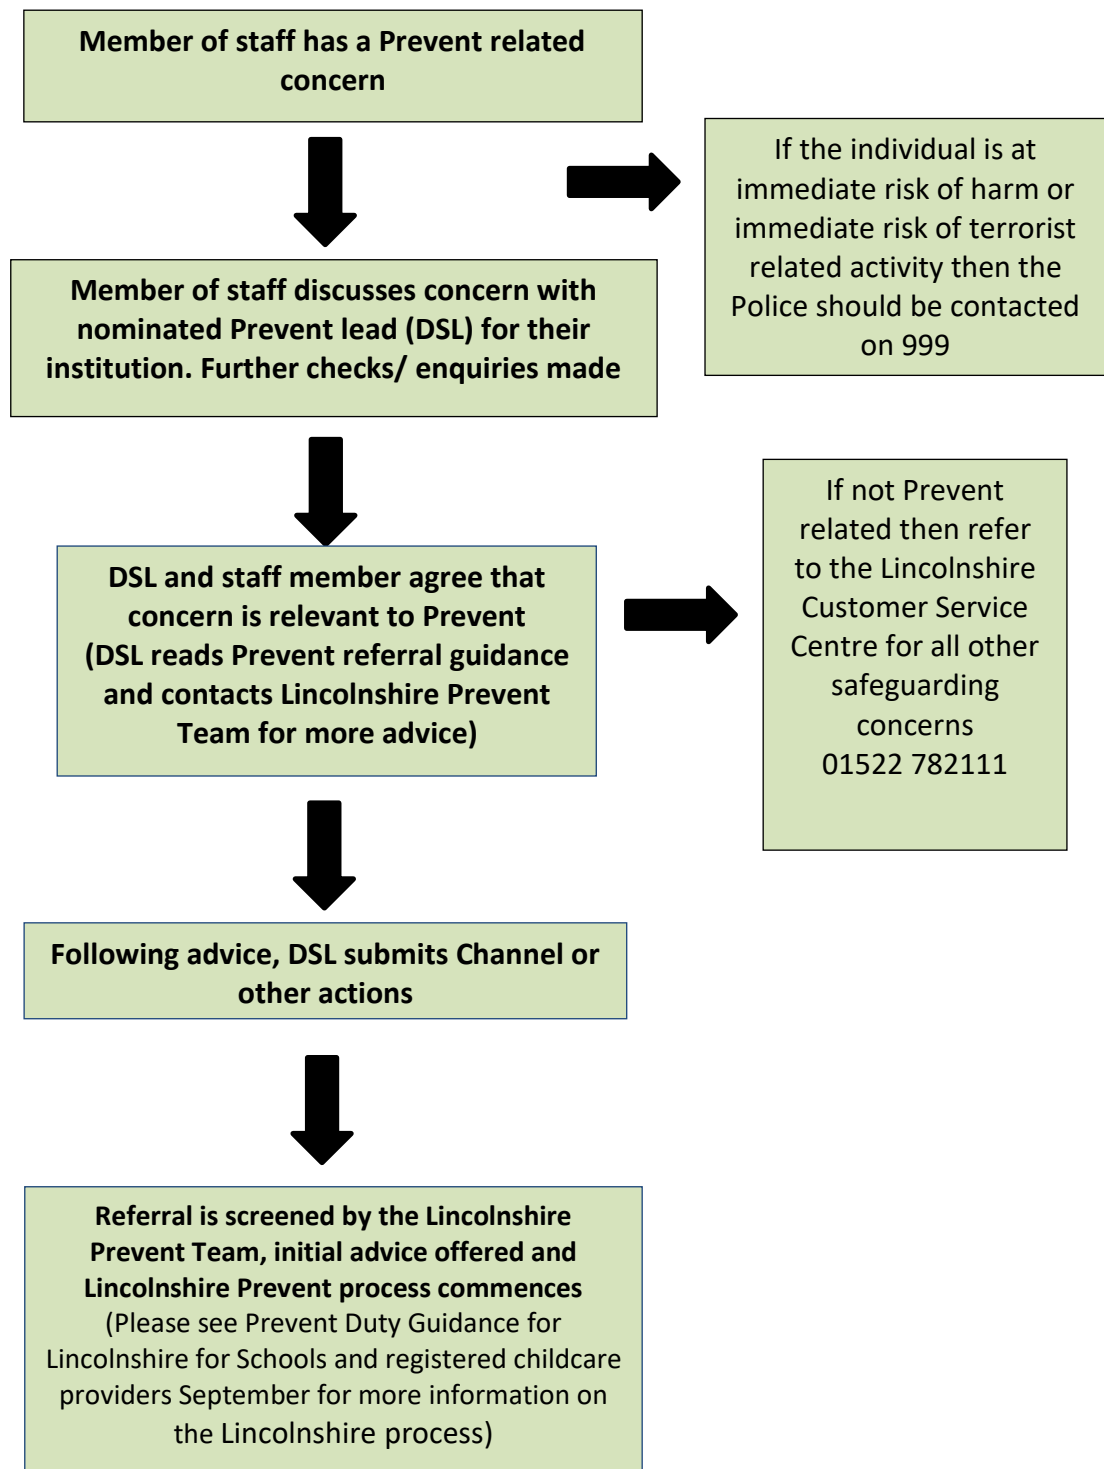 Member of staff has a Prevent related
concern
If the individual is at
immediate risk of harm or
immediate risk of terrorist
related activity then the
Police should be contacted
on 999
Member of staff discusses concern with
nominated Prevent lead (DSL) for their
institution. Further checks/ enquiries made
If not Prevent
related then refer
to the Lincolnshire
Customer Service
Centre for all other
safeguarding
concerns
01522 782111
DSL and staff member agree that
concern is relevant to Prevent
(DSL reads Prevent referral guidance
and contacts Lincolnshire Prevent
Team for more advice)
Following advice, DSL submits Channel or
other actions
Referral is screened by the Lincolnshire
Prevent Team, initial advice offered and
Lincolnshire Prevent process commences
(Please see Prevent Duty Guidance for
Lincolnshire for Schools and registered childcare
providers September for more information on
the Lincolnshire process)